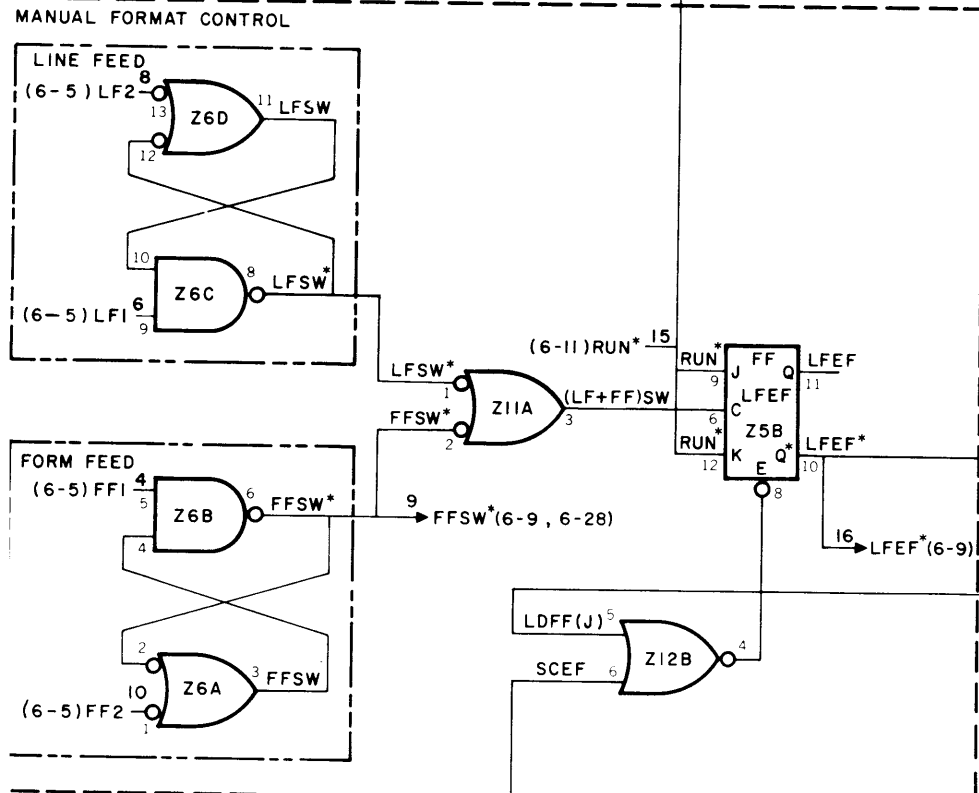 MANUAL FORMAT CONTROL
LINE FEED
8
(6-5) LF2
13
Z6D
11 LFSW
12
10
Z6C
8
LFSW*
6
(6-5) LF1
9
(6-11) RUN* 15
RUN*
9
J FF Q
LFEF
11
LFEF
C
6
Z5B
RUN*
12
K Q*
LFEF*
10
E
8
LFSW*
1
Z11A
(LF+FF)SW
3
FFSW*
2
FORM FEED
(6-5) FF1 4
5
Z6B
6
FFSW*
4
9
FFSW* (6-9, 6-28)
16
LFEF* (6-9)
2
Z6A
3 FFSW
10
(6-5) FF2
1
LDFF(J) 5
Z12B
4
SCEF 6